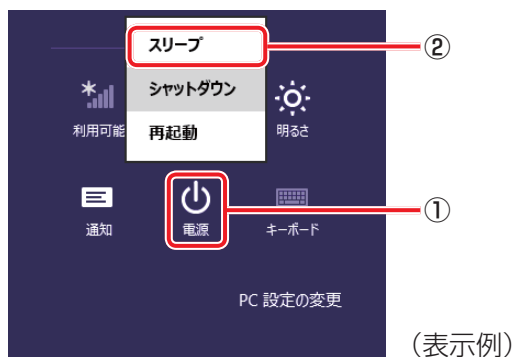 スリープ
②
シャットダウン
利用可能
再起動
明るさ
①
通知
電源
キーボード
PC 設定の変更
（表示例）